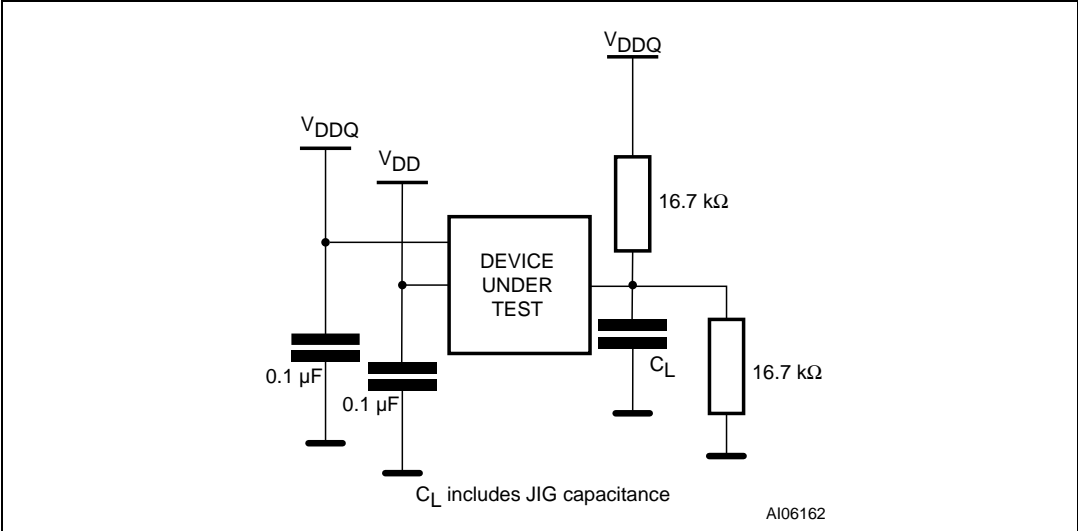 VDDQ
VDDQ
VDD
16.7 kΩ
DEVICE
UNDER
TEST
CL
16.7 kΩ
0.1 µF
0.1 µF
CL includes JIG capacitance
AI06162